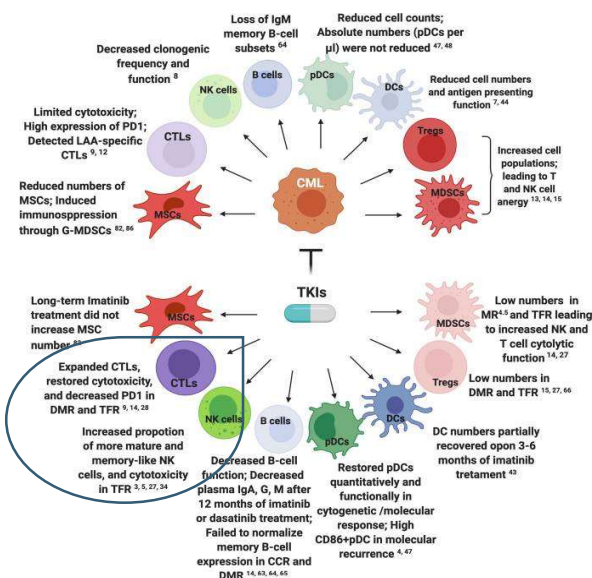 Loss of IgM
memory B-cell
subsets 64
Reduced cell counts;
Absolute numbers (pDCs per
µl) were not reduced 47, 48
Decreased clonogenic
frequency and
function 8
NK cells
B cells
pDCs
DCs
Reduced cell numbers
and antigen presenting
function 7, 44
Limited cytotoxicity;
High expression of PD1;
Detected LAA-specific
CTLs 9, 12
CTLs
Tregs
Increased cell
populations;
leading to T
and NK cell
anergy 13, 14, 15
CML
Reduced numbers of
MSCs; Induced
immunosppression
through G-MDSCs 82, 86
MSCs
MDSCs
TKIs
Long-term Imatinib
treatment did not
increase MSC
number
MSCs
MDSCs
Low numbers in
MR4.5 and TFR leading
to increased NK and
T cell cytolytic
function 14, 27
Expanded CTLs,
restored cytotoxicity,
and decreased PD1 in
DMR and TFR 9, 14, 28
CTLs
Tregs
Low numbers in
DMR and TFR 15, 27, 66
Increased propotion
of more mature and
memory-like NK
cells, and cytotoxicity
in TFR 3, 5, 27, 34
NK cells
B cells
pDCs
DCs
DC numbers partially
recovered opon 3-6
months of imatinib
tretament 43
Decreased B-cell
function; Decreased
plasma IgA, G, M after
12 months of imatinib
or dasatinib treatment;
Failed to normalize
memory B-cell
expression in CCR and
DMR 14, 63, 64, 65
Restored pDCs
quantitatively and
functionally in
cytogenetic /molecular
response; High
CD86+pDC in molecular
recurrence 4, 47